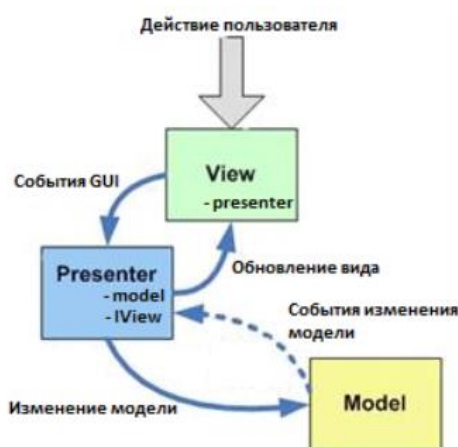 Действие пользователя
View
- presenter
События GUI
Presenter
- model
- IView
Обновление вида
События изменения
модели
Изменение модели
Model